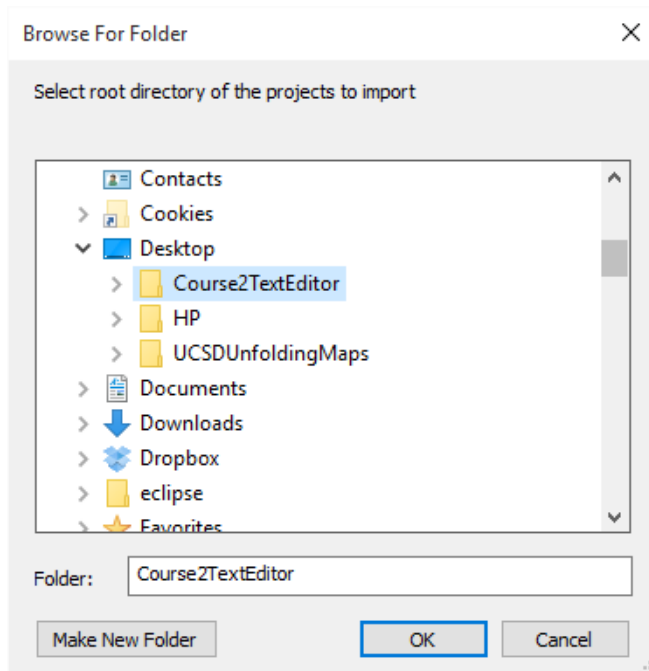 Browse For Folder
Select root directory of the projects to import
Contacts
Cookies
Desktop
Course2TextEditor
HP
UCSDUnfoldingMaps
Documents
Downloads
Dropbox
eclipse
Favorites
Folder: Course2TextEditor
Make New Folder OK Cancel